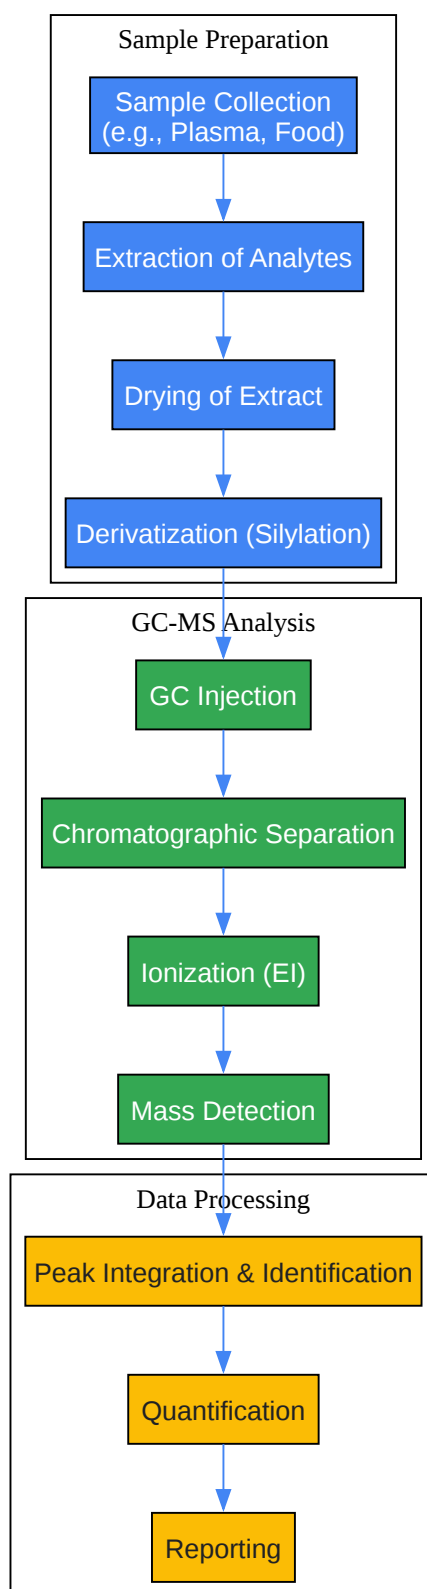 Sample Preparation
Sample Collection
(e.g., Plasma, Food)
Extraction of Analytes
Drying of Extract
Derivatization (Silylation)
GC-MS Analysis
GC Injection
Chromatographic Separation
Ionization (EI)
Mass Detection
Data Processing
Peak Integration & Identification
Quantification
Reporting